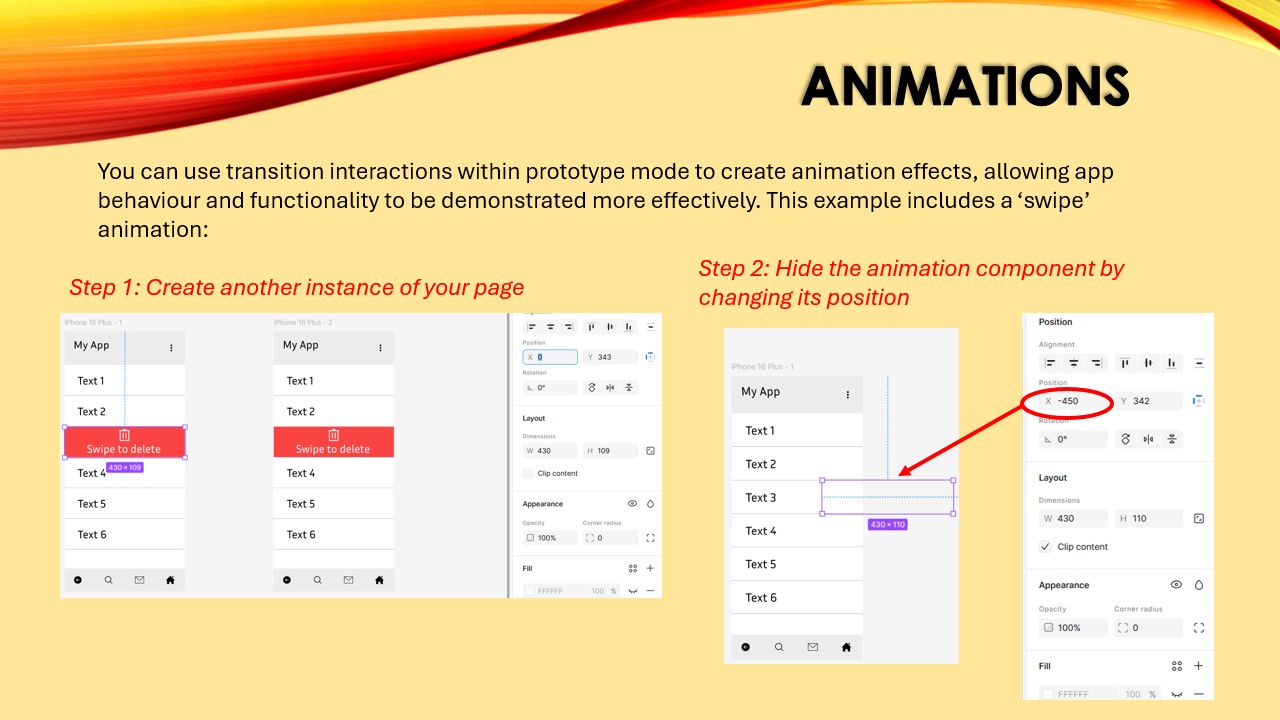 ANIMATIONS
You can use transition interactions within prototype mode to create animation effects, allowing app
behaviour and functionality to be demonstrated more effectively. This example includes a ‘swipe’
animation:
Step 1: Create another instance of your page
iPhone 16 Plus - 1
My App
Text 1
Text 2
Swipe to delete
430 × 109
Text 4
Text 5
Text 6
iPhone 16 Plus - 2
My App
Text 1
Text 2
Swipe to delete
Text 4
Text 5
Text 6
Position
X 0 Y 343
Rotation
0°
Layout
Dimensions
W 430 H 109
Clip content
Appearance
Opacity Corner radius
100% 0
Fill
FFFFFF 100 %
Step 2: Hide the animation component by
changing its position
iPhone 16 Plus - 1
My App
Text 1
Text 2
Text 3
430 × 110
Text 4
Text 5
Text 6
Position
Alignment
Position
X -450 Y 342
Rotation
0°
Layout
Dimensions
W 430 H 110
Clip content
Appearance
Opacity Corner radius
100% 0
Fill
FFFFFF 100 %